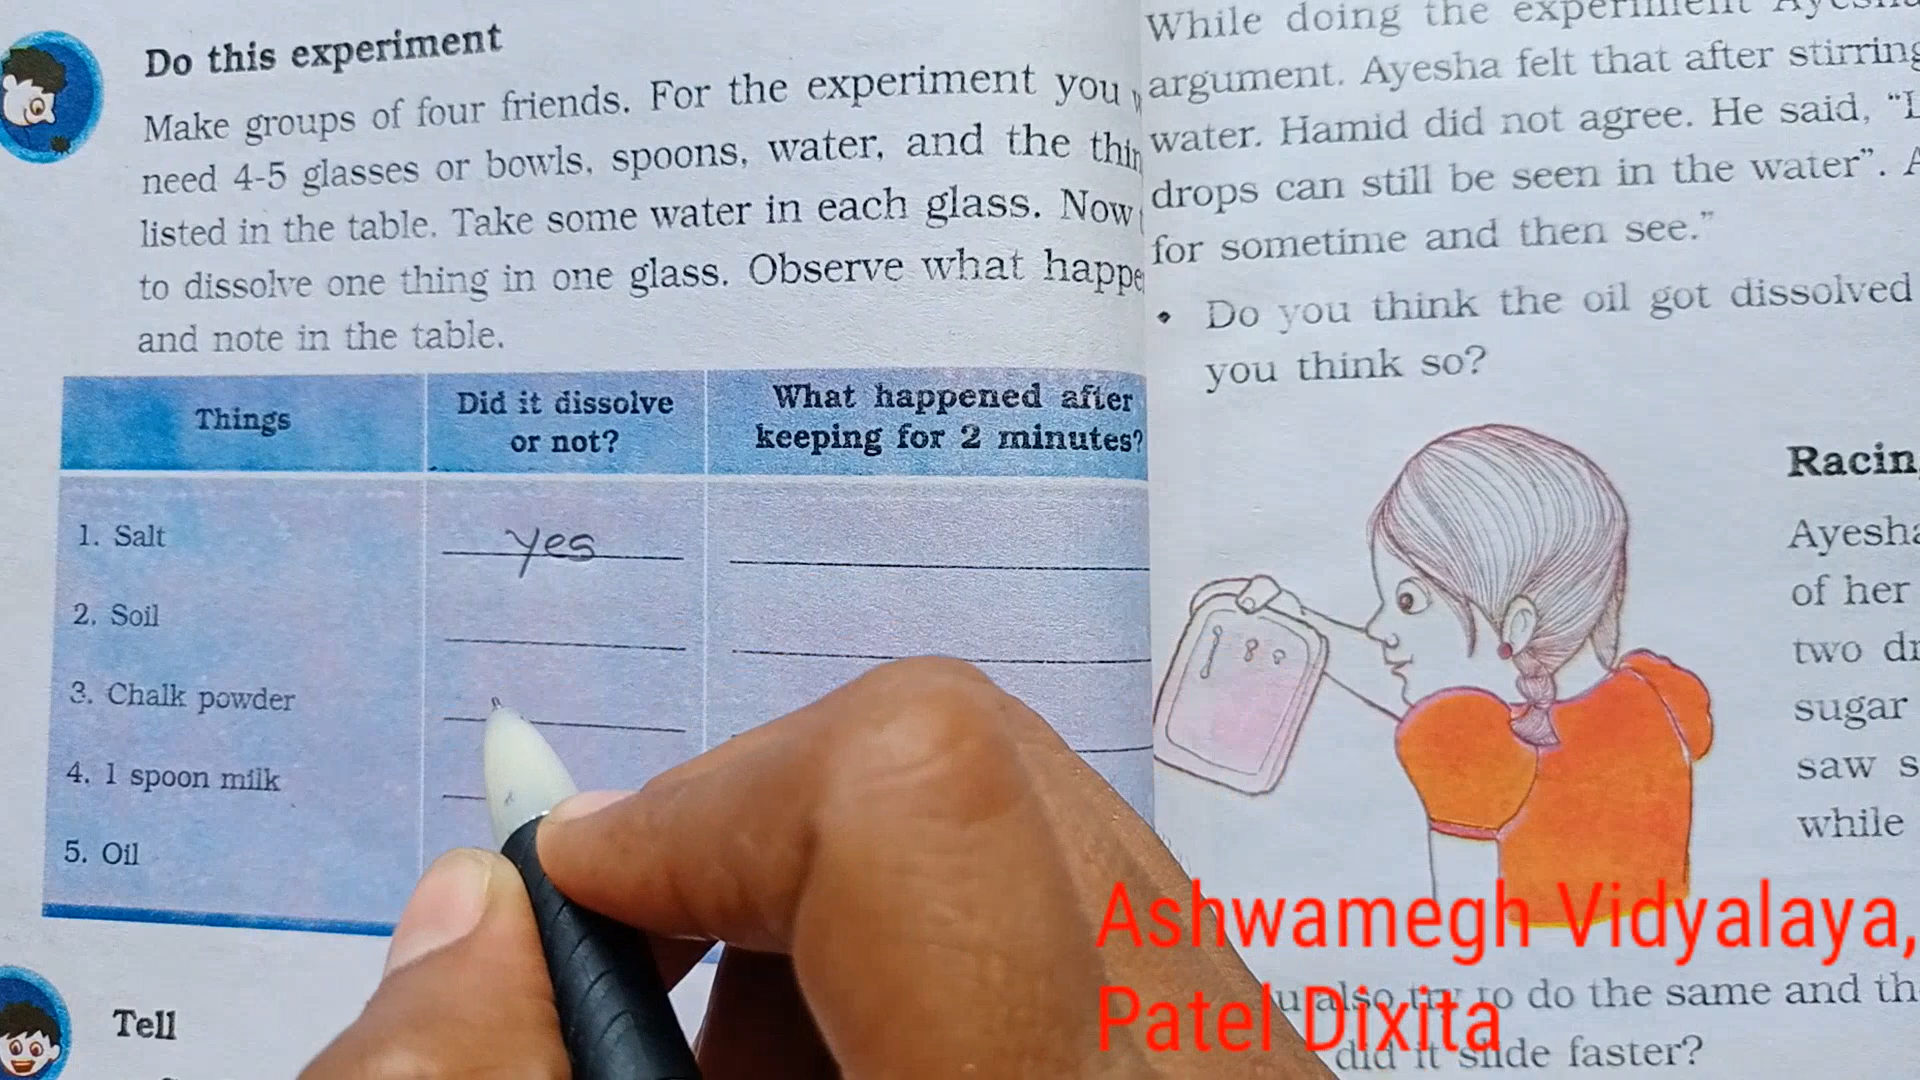 Do this experiment
Make groups of four friends. For the experiment you
need 4-5 glasses or bowls, spoons, water, and the
listed in the table. Take some water in each glass. Now
to dissolve one thing in one glass. Observe what
and note in the table.
Things
Did it dissolve
or not?
What happened after
keeping for 2 minutes?
1. Salt
yes
2. Soil
3. Chalk powder
4. 1 spoon milk
5. Oil
Tell
While doing the experiment
argument. Ayesha felt that after stirring
water. Hamid did not agree. He said,
drops can still be seen in the water".
for sometime and then see."
• Do you think the oil got dissolved
you think so?
Ayesha
of her
two
sugar
saw
while
also to do the same and
did it slide faster?
Ashwamegh Vidyalaya,
Patel Dixita